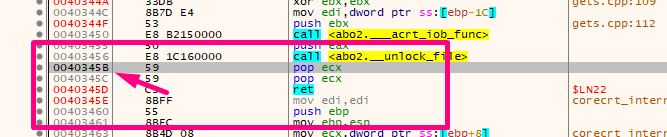 0040344A 33DB xor ebx,ebx gets.cpp:109
0040344C 8B7D E4 mov edi,dword ptr ss:[ebp-1C]
0040344F 53 push ebx gets.cpp:112
00403450 E8 B2150000 call <abo2.___acrt_iob_func>
00403455 50 push eax
00403456 E8 1C160000 call <abo2.__unlock_file>
0040345B 59 pop ecx
0040345C 59 pop ecx
0040345D C3 ret $LN22
0040345E 8BFF mov edi,edi corecrt_intern
00403460 55 push ebp
00403461 8BEC mov ebp,esp
00403463 8B4D 08 mov ecx,dword ptr ss:[ebp+8] corecrt_intern